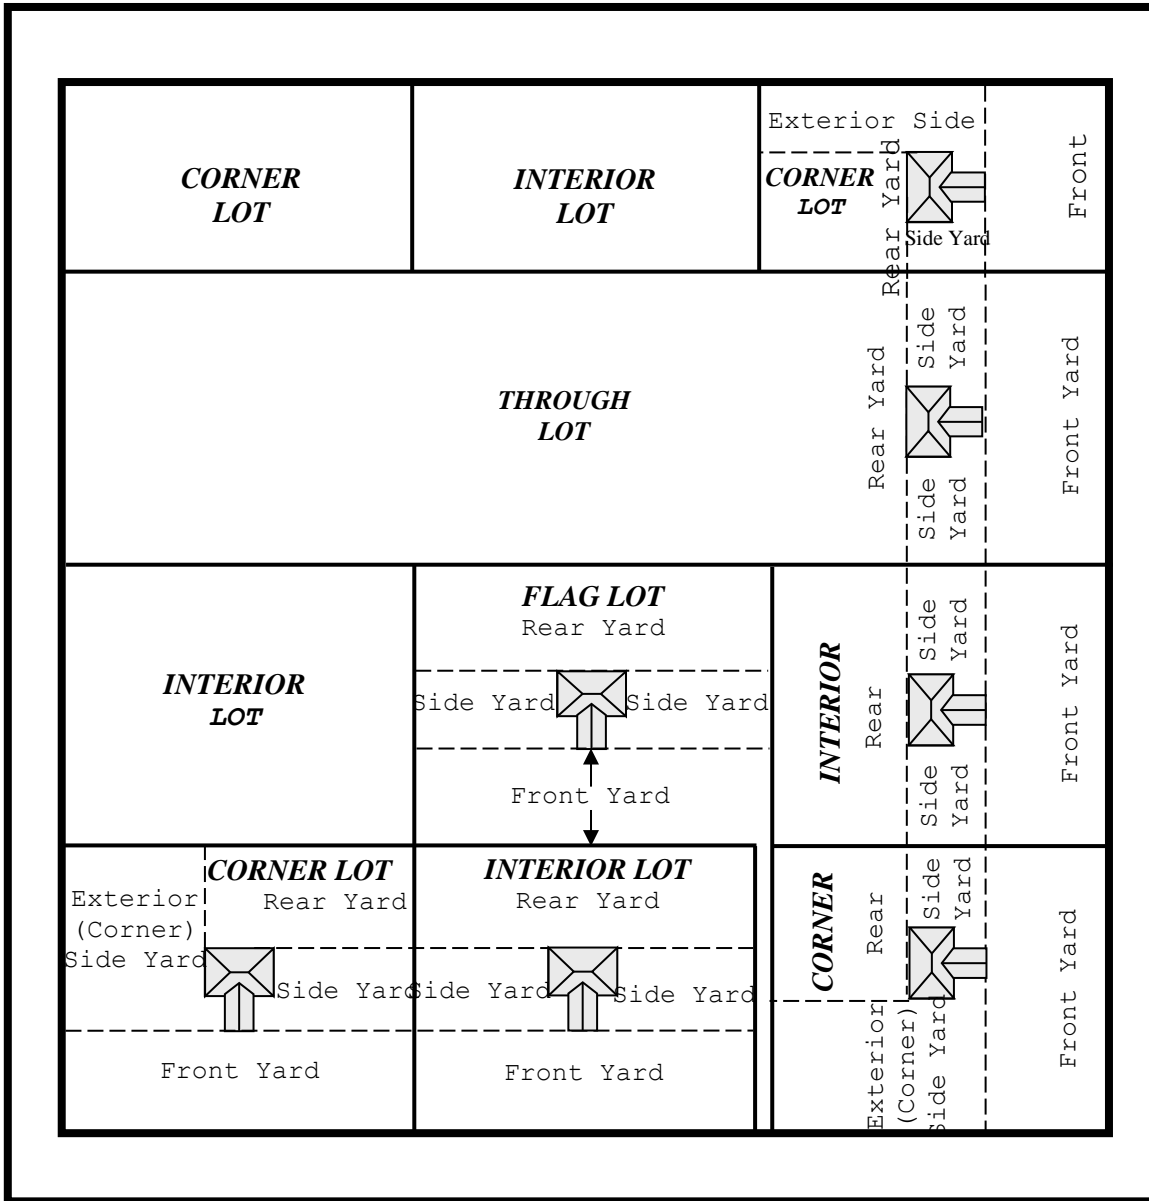 CORNER
LOT
INTERIOR
LOT
Exterior Side
CORNER
LOT
Rear Yard
Side Yard
Front
THROUGH
LOT
Rear Yard
Side
Yard
Side
Yard
Front Yard
INTERIOR
LOT
FLAG LOT
Rear Yard
Side Yard
Side Yard
Front Yard
INTERIOR
Rear
Side
Yard
Side
Yard
Front Yard
CORNER LOT
Exterior
(Corner)
Side Yard
Rear Yard
Side Yard
Front Yard
INTERIOR LOT
Rear Yard
Side Yard
Side Yard
Front Yard
CORNER
Rear
Side
Yard
Exterior
(Corner)
Side Yard
Front Yard